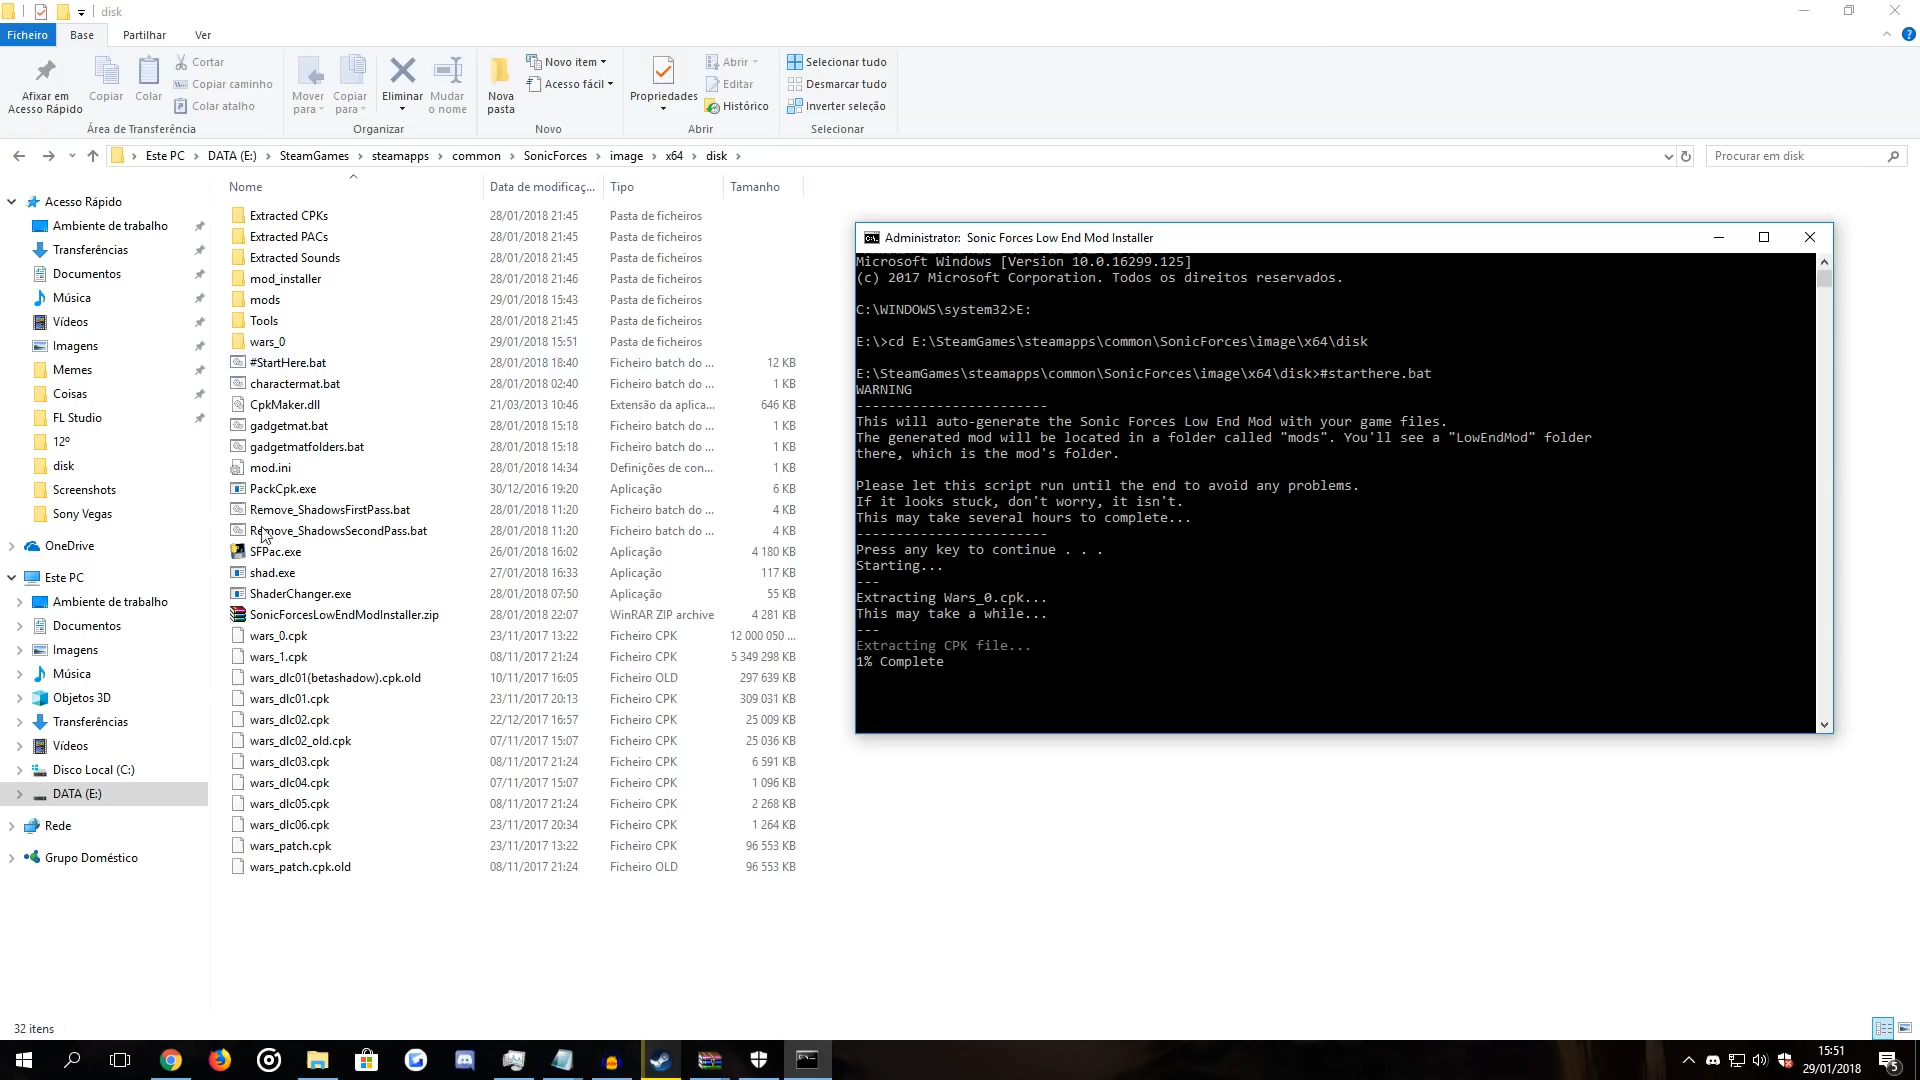 disk
Ficheiro Base Partilhar Ver
Afixar em Acesso Rápido
Copiar
Colar
Cortar
Copiar caminho
Colar atalho
Área de Transferência
Mover para
Copiar para
Eliminar
Mudar o nome
Organizar
Nova pasta
Novo item
Acesso fácil
Novo
Propriedades
Abrir
Editar
Histórico
Abrir
Selecionar tudo
Desmarcar tudo
Inverter seleção
Selecionar
Este PC > DATA (E:) > SteamGames > steamapps > common > SonicForces > image > x64 > disk >
Procurar em disk
Acesso Rápido
Ambiente de trabalho
Transferências
Documentos
Música
Vídeos
Imagens
Memes
Coisas
FL Studio
12º
disk
Screenshots
Sony Vegas
OneDrive
Este PC
Ambiente de trabalho
Documentos
Imagens
Música
Objetos 3D
Transferências
Vídeos
Disco Local (C:)
DATA (E:)
Rede
Grupo Doméstico
Nome Data de modificaç... Tipo Tamanho
Extracted CPKs 28/01/2018 21:45 Pasta de ficheiros
Extracted PACs 28/01/2018 21:45 Pasta de ficheiros
Extracted Sounds 28/01/2018 21:45 Pasta de ficheiros
mod_installer 28/01/2018 21:46 Pasta de ficheiros
mods 29/01/2018 15:43 Pasta de ficheiros
Tools 28/01/2018 21:45 Pasta de ficheiros
wars_0 29/01/2018 15:51 Pasta de ficheiros
#StartHere.bat 28/01/2018 18:40 Ficheiro batch do ... 12 KB
charactermat.bat 28/01/2018 02:40 Ficheiro batch do ... 1 KB
CpkMaker.dll 21/03/2013 10:46 Extensão da aplica... 646 KB
gadgetmat.bat 28/01/2018 15:18 Ficheiro batch do ... 1 KB
gadgetmatfolders.bat 28/01/2018 15:18 Ficheiro batch do ... 1 KB
mod.ini 28/01/2018 14:34 Definições de con... 1 KB
PackCpk.exe 30/12/2016 19:20 Aplicação 6 KB
Remove_ShadowsFirstPass.bat 28/01/2018 11:20 Ficheiro batch do ... 4 KB
Remove_ShadowsSecondPass.bat 28/01/2018 11:20 Ficheiro batch do ... 4 KB
SFPac.exe 26/01/2018 16:02 Aplicação 4 180 KB
shad.exe 27/01/2018 16:33 Aplicação 117 KB
ShaderChanger.exe 28/01/2018 07:50 Aplicação 55 KB
SonicForcesLowEndModInstaller.zip 28/01/2018 22:07 WinRAR ZIP archive 4 281 KB
wars_0.cpk 23/11/2017 13:22 Ficheiro CPK 12 000 050 ...
wars_1.cpk 08/11/2017 21:24 Ficheiro CPK 5 349 298 KB
wars_dlc01(betashadow).cpk.old 10/11/2017 16:05 Ficheiro OLD 297 639 KB
wars_dlc01.cpk 23/11/2017 20:13 Ficheiro CPK 309 031 KB
wars_dlc02.cpk 22/12/2017 16:57 Ficheiro CPK 25 009 KB
wars_dlc02_old.cpk 07/11/2017 15:07 Ficheiro CPK 25 036 KB
wars_dlc03.cpk 08/11/2017 21:24 Ficheiro CPK 6 591 KB
wars_dlc04.cpk 07/11/2017 15:07 Ficheiro CPK 1 096 KB
wars_dlc05.cpk 08/11/2017 21:24 Ficheiro CPK 2 268 KB
wars_dlc06.cpk 23/11/2017 20:34 Ficheiro CPK 1 264 KB
wars_patch.cpk 23/11/2017 13:22 Ficheiro CPK 96 553 KB
wars_patch.cpk.old 08/11/2017 21:24 Ficheiro OLD 96 553 KB
Administrator: Sonic Forces Low End Mod Installer
Microsoft Windows [Version 10.0.16299.125]
(c) 2017 Microsoft Corporation. Todos os direitos reservados.
C:\WINDOWS\system32>E:
E:\>cd E:\SteamGames\steamapps\common\SonicForces\image\x64\disk
E:\SteamGames\steamapps\common\SonicForces\image\x64\disk>#starthere.bat
WARNING
------------------------
This will auto-generate the Sonic Forces Low End Mod with your game files.
The generated mod will be located in a folder called "mods". You'll see a "LowEndMod" folder
there, which is the mod's folder.
Please let this script run until the end to avoid any problems.
If it looks stuck, don't worry, it isn't.
This may take several hours to complete...
------------------------
Press any key to continue . . .
Starting...
---
Extracting Wars_0.cpk...
This may take a while...
---
Extracting CPK file...
1% Complete
32 itens
15:51
29/01/2018
5